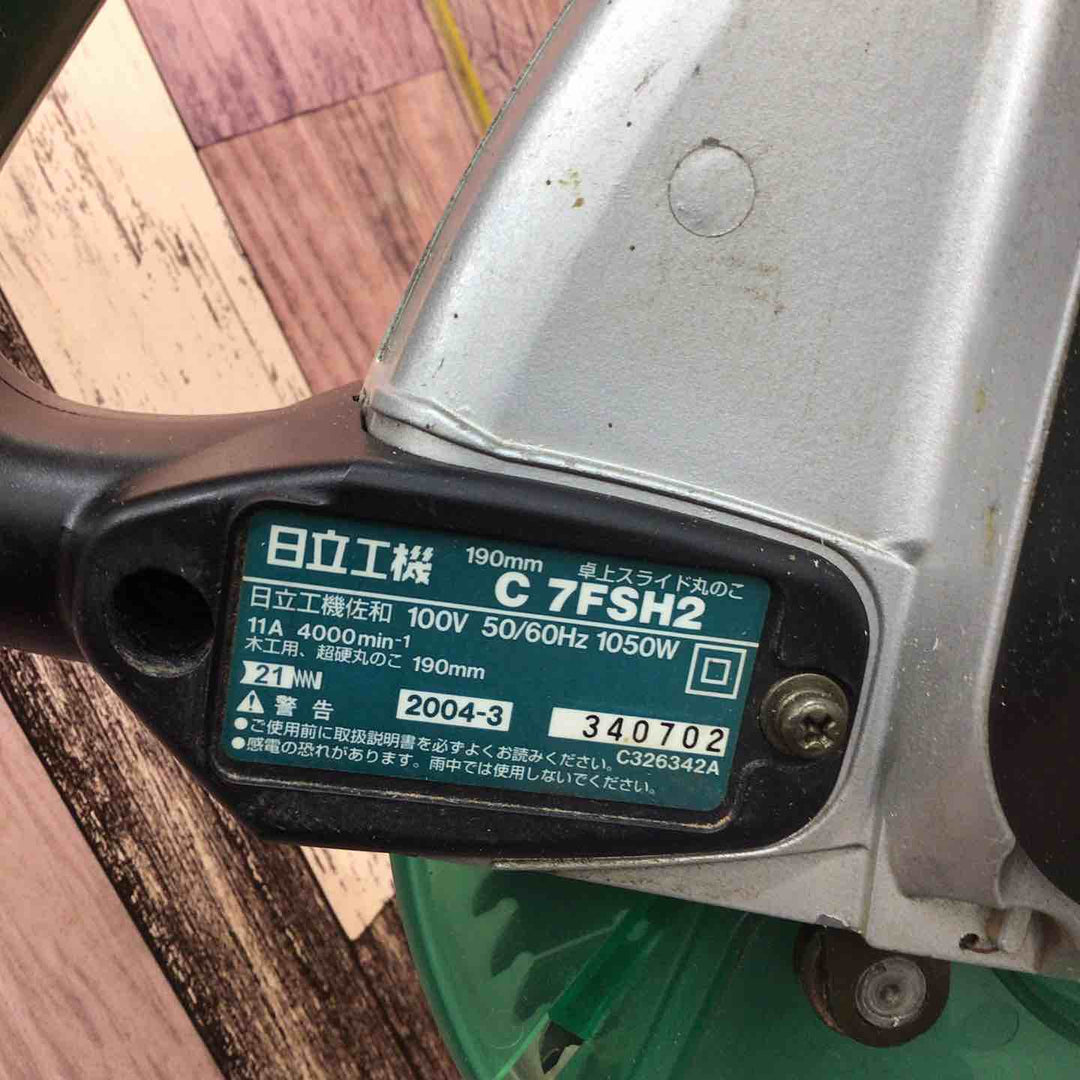 日立工機 190mm 卓上スライド丸のこ
C 7FSH2
日立工機佐和 100V 50/60Hz 1050W
11A 4000min-1
木工用、超硬丸のこ 190mm
21
警告 2004-3 340702
●ご使用前に取扱説明書を必ずよくお読みください。 C326342A
●感電の恐れがあります。雨中では使用しないでください。